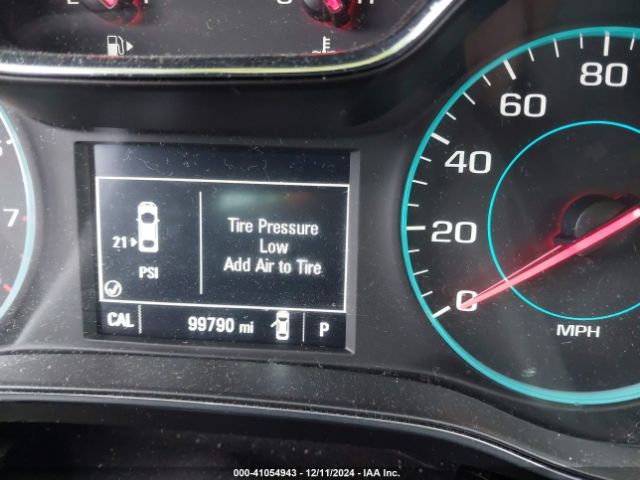 80
60
40
20
0
MPH
7
21
PSI
Tire Pressure
Low
Add Air to Tire
CAL
99790 mi
P
000-41054943 - 12/11/2024 - IAA Inc.